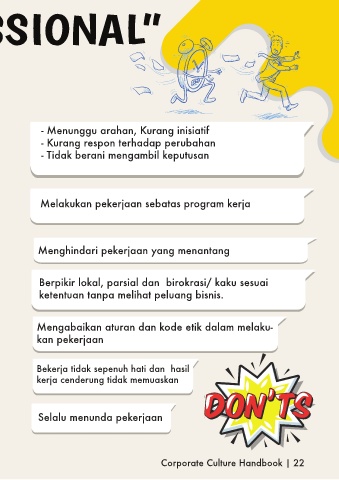 SSIONAL"
- Menunggu arahan, Kurang inisiatif
- Kurang respon terhadap perubahan
- Tidak berani mengambil keputusan
Melakukan pekerjaan sebatas program kerja
Menghindari pekerjaan yang menantang
Berpikir lokal, parsial dan birokrasi/ kaku sesuai
ketentuan tanpa melihat peluang bisnis.
Mengabaikan aturan dan kode etik dalam melaku-
kan pekerjaan
Bekerja tidak sepenuh hati dan hasil
kerja cenderung tidak memuaskan
Selalu menunda pekerjaan
DON'TS
Corporate Culture Handbook | 22